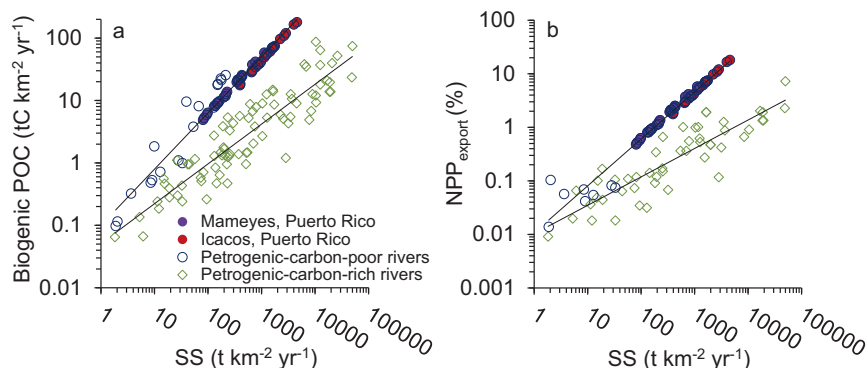 a
Biogenic POC (tC km-2 yr-1)
100
10
1
0.1
0.01
Mameyes, Puerto Rico
Icacos, Puerto Rico
Petrogenic-carbon-poor rivers
Petrogenic-carbon-rich rivers
1
10
100
1000
10000
100000
SS (t km-2 yr-1)
b
NPPexport (%)
100
10
1
0.1
0.01
0.001
1
10
100
1000
10000
100000
SS (t km-2 yr-1)